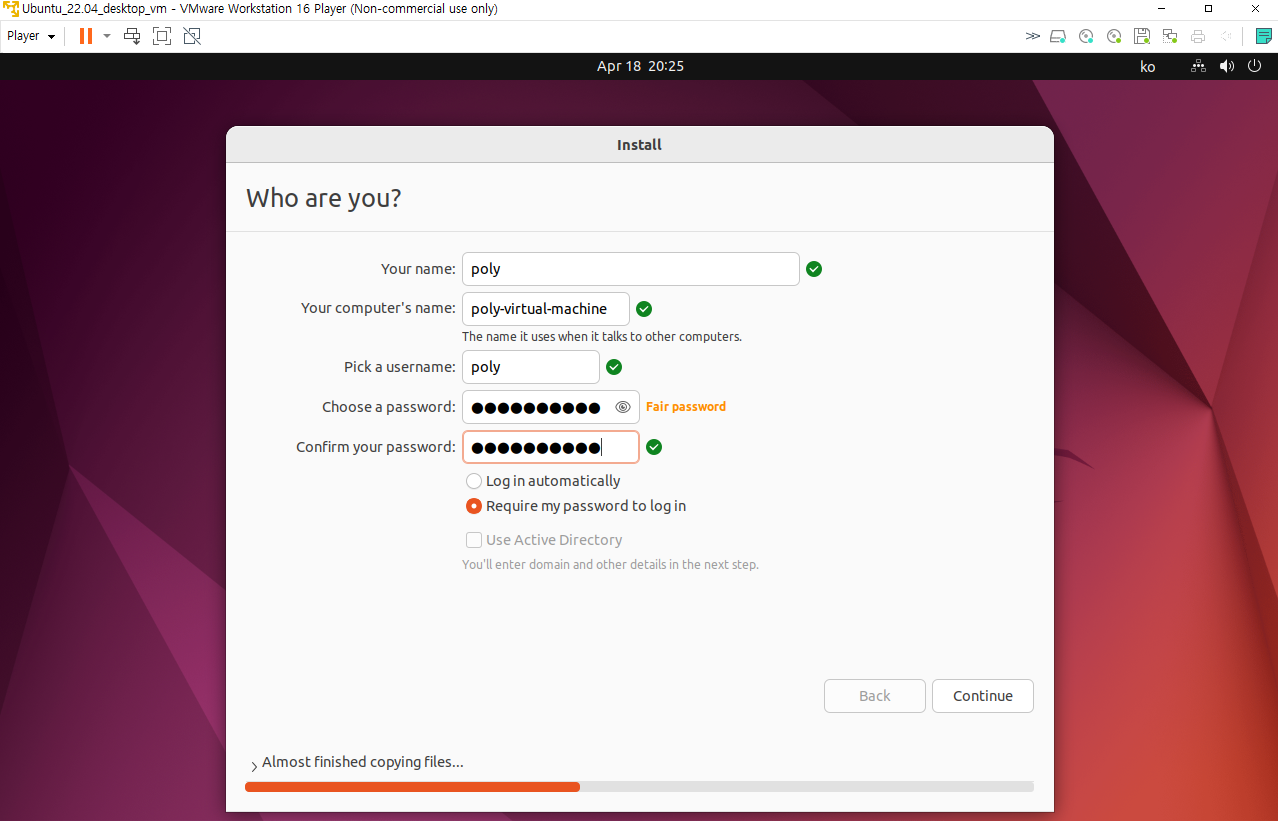 Ubuntu_22.04_desktop_vm - VMware Workstation 16 Player (Non-commercial use only)
Player
Apr 18 20:25
ko
Install
Who are you?
Your name: poly
Your computer's name: poly-virtual-machine
The name it uses when it talks to other computers.
Pick a username: poly
Choose a password: ●●●●●●●●●● Fair password
Confirm your password: ●●●●●●●●●●
Log in automatically
Require my password to log in
Use Active Directory
You'll enter domain and other details in the next step.
Back Continue
Almost finished copying files...